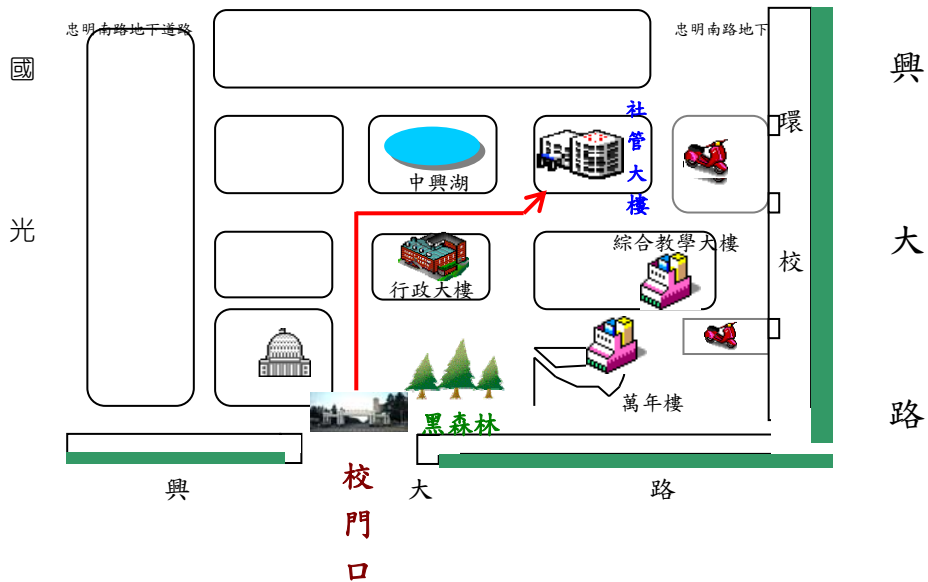 忠明南路地下道路
忠明南路地下
國光
興大路
環校
社管大樓
中興湖
綜合教學大樓
行政大樓
萬年樓
黑森林
興大路
校門口